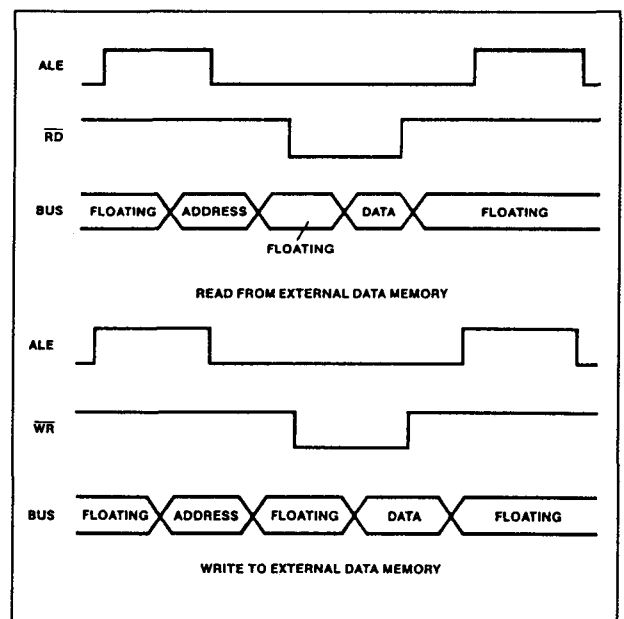 ALE
RD
BUS FLOATING ADDRESS DATA FLOATING
FLOATING
READ FROM EXTERNAL DATA MEMORY
ALE
WR
BUS FLOATING ADDRESS FLOATING DATA FLOATING
WRITE TO EXTERNAL DATA MEMORY